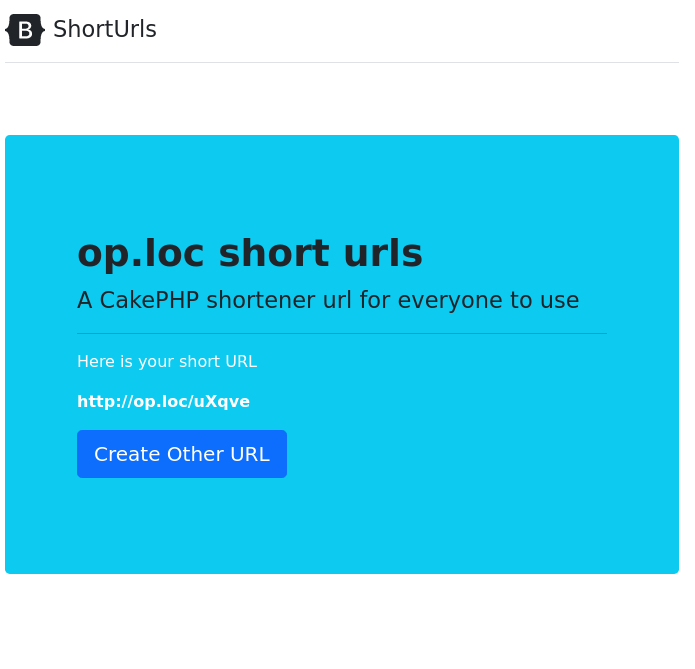 B ShortUrls
op.loc short urls
A CakePHP shortener url for everyone to use
Here is your short URL
http://op.loc/uXqve
Create Other URL